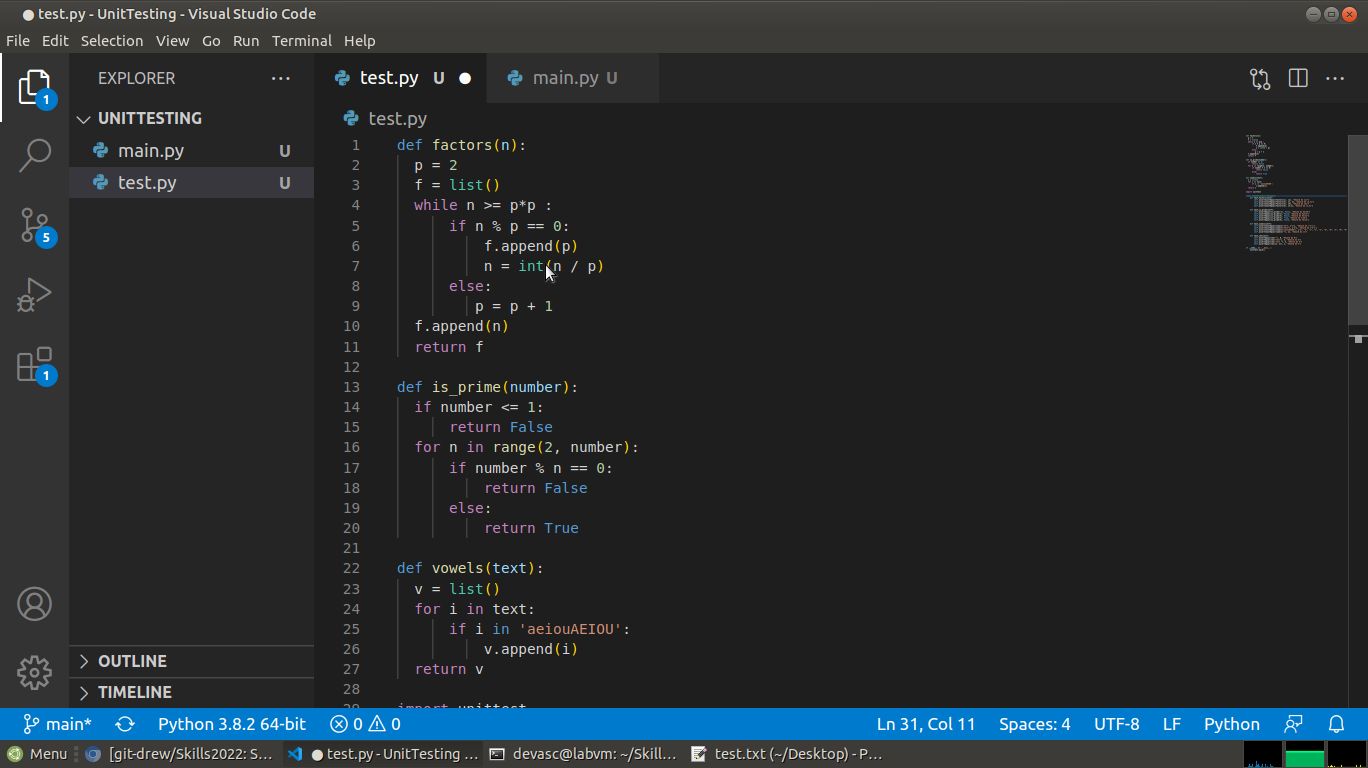 ● test.py - UnitTesting - Visual Studio Code
File Edit Selection View Go Run Terminal Help
EXPLORER ...
test.py U ●
main.py U
1
UNITTESTING
main.py U
test.py U
5
1
OUTLINE
TIMELINE
test.py
1 def factors(n):
2 p = 2
3 f = list()
4 while n >= p*p :
5 if n % p == 0:
6 f.append(p)
7 n = int(n / p)
8 else:
9 p = p + 1
10 f.append(n)
11 return f
12
13 def is_prime(number):
14 if number <= 1:
15 return False
16 for n in range(2, number):
17 if number % n == 0:
18 return False
19 else:
20 return True
21
22 def vowels(text):
23 v = list()
24 for i in text:
25 if i in 'aeiouAEIOU':
26 v.append(i)
27 return v
28
29 import unittest
main* Python 3.8.2 64-bit 0 0 Ln 31, Col 11 Spaces: 4 UTF-8 LF Python
Menu [git-drew/Skills2022: S... ● test.py - UnitTesting ... devasc@labvm: ~/Skill... test.txt (~/Desktop) - P...